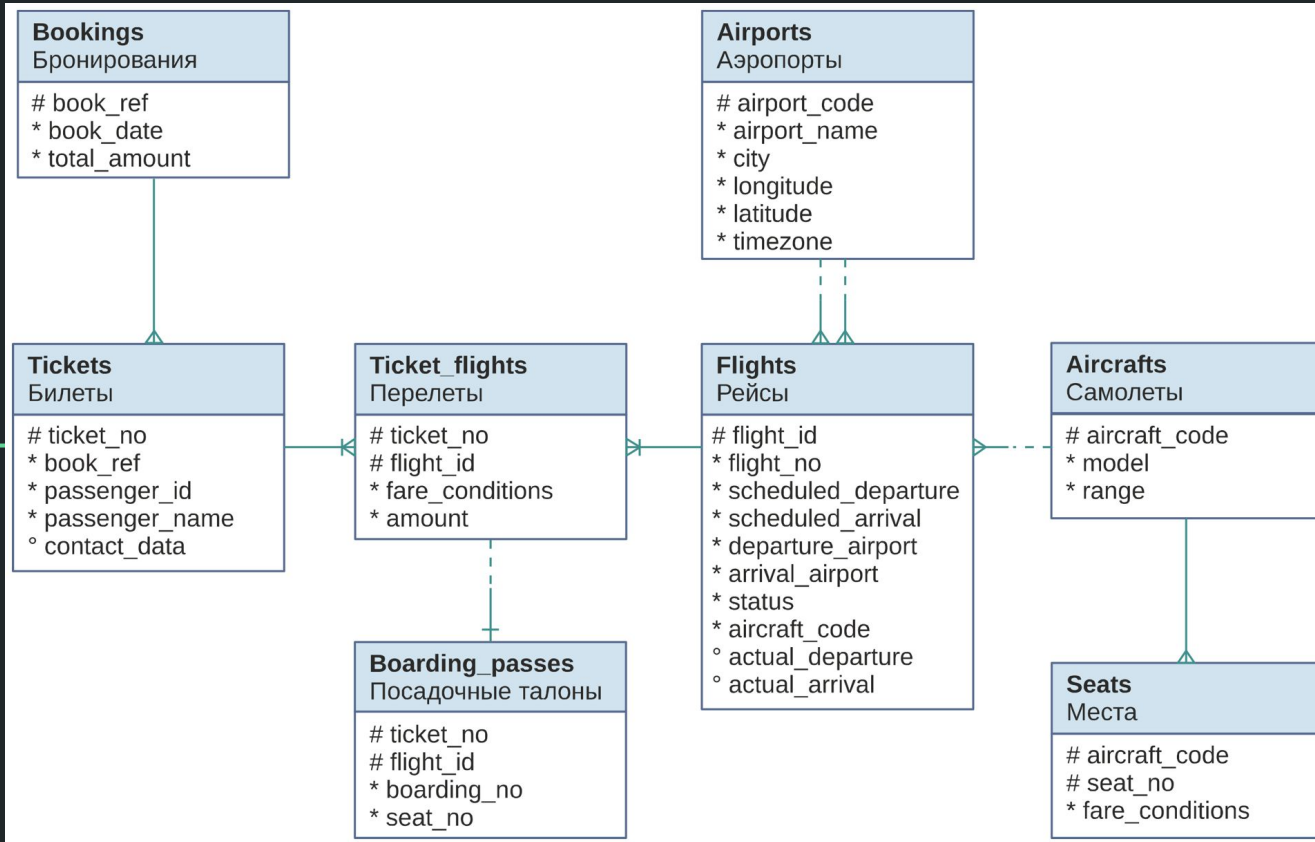 Bookings
Бронирования
# book_ref
* book_date
* total_amount
Airports
Аэропорты
# airport_code
* airport_name
* city
* longitude
* latitude
* timezone
Tickets
Билеты
# ticket_no
* book_ref
* passenger_id
* passenger_name
° contact_data
Ticket_flights
Перелеты
# ticket_no
# flight_id
* fare_conditions
* amount
Flights
Рейсы
# flight_id
* flight_no
* scheduled_departure
* scheduled_arrival
* departure_airport
* arrival_airport
* status
* aircraft_code
° actual_departure
° actual_arrival
Aircrafts
Самолеты
# aircraft_code
* model
* range
Boarding_passes
Посадочные талоны
# ticket_no
# flight_id
* boarding_no
* seat_no
Seats
Места
# aircraft_code
# seat_no
* fare_conditions